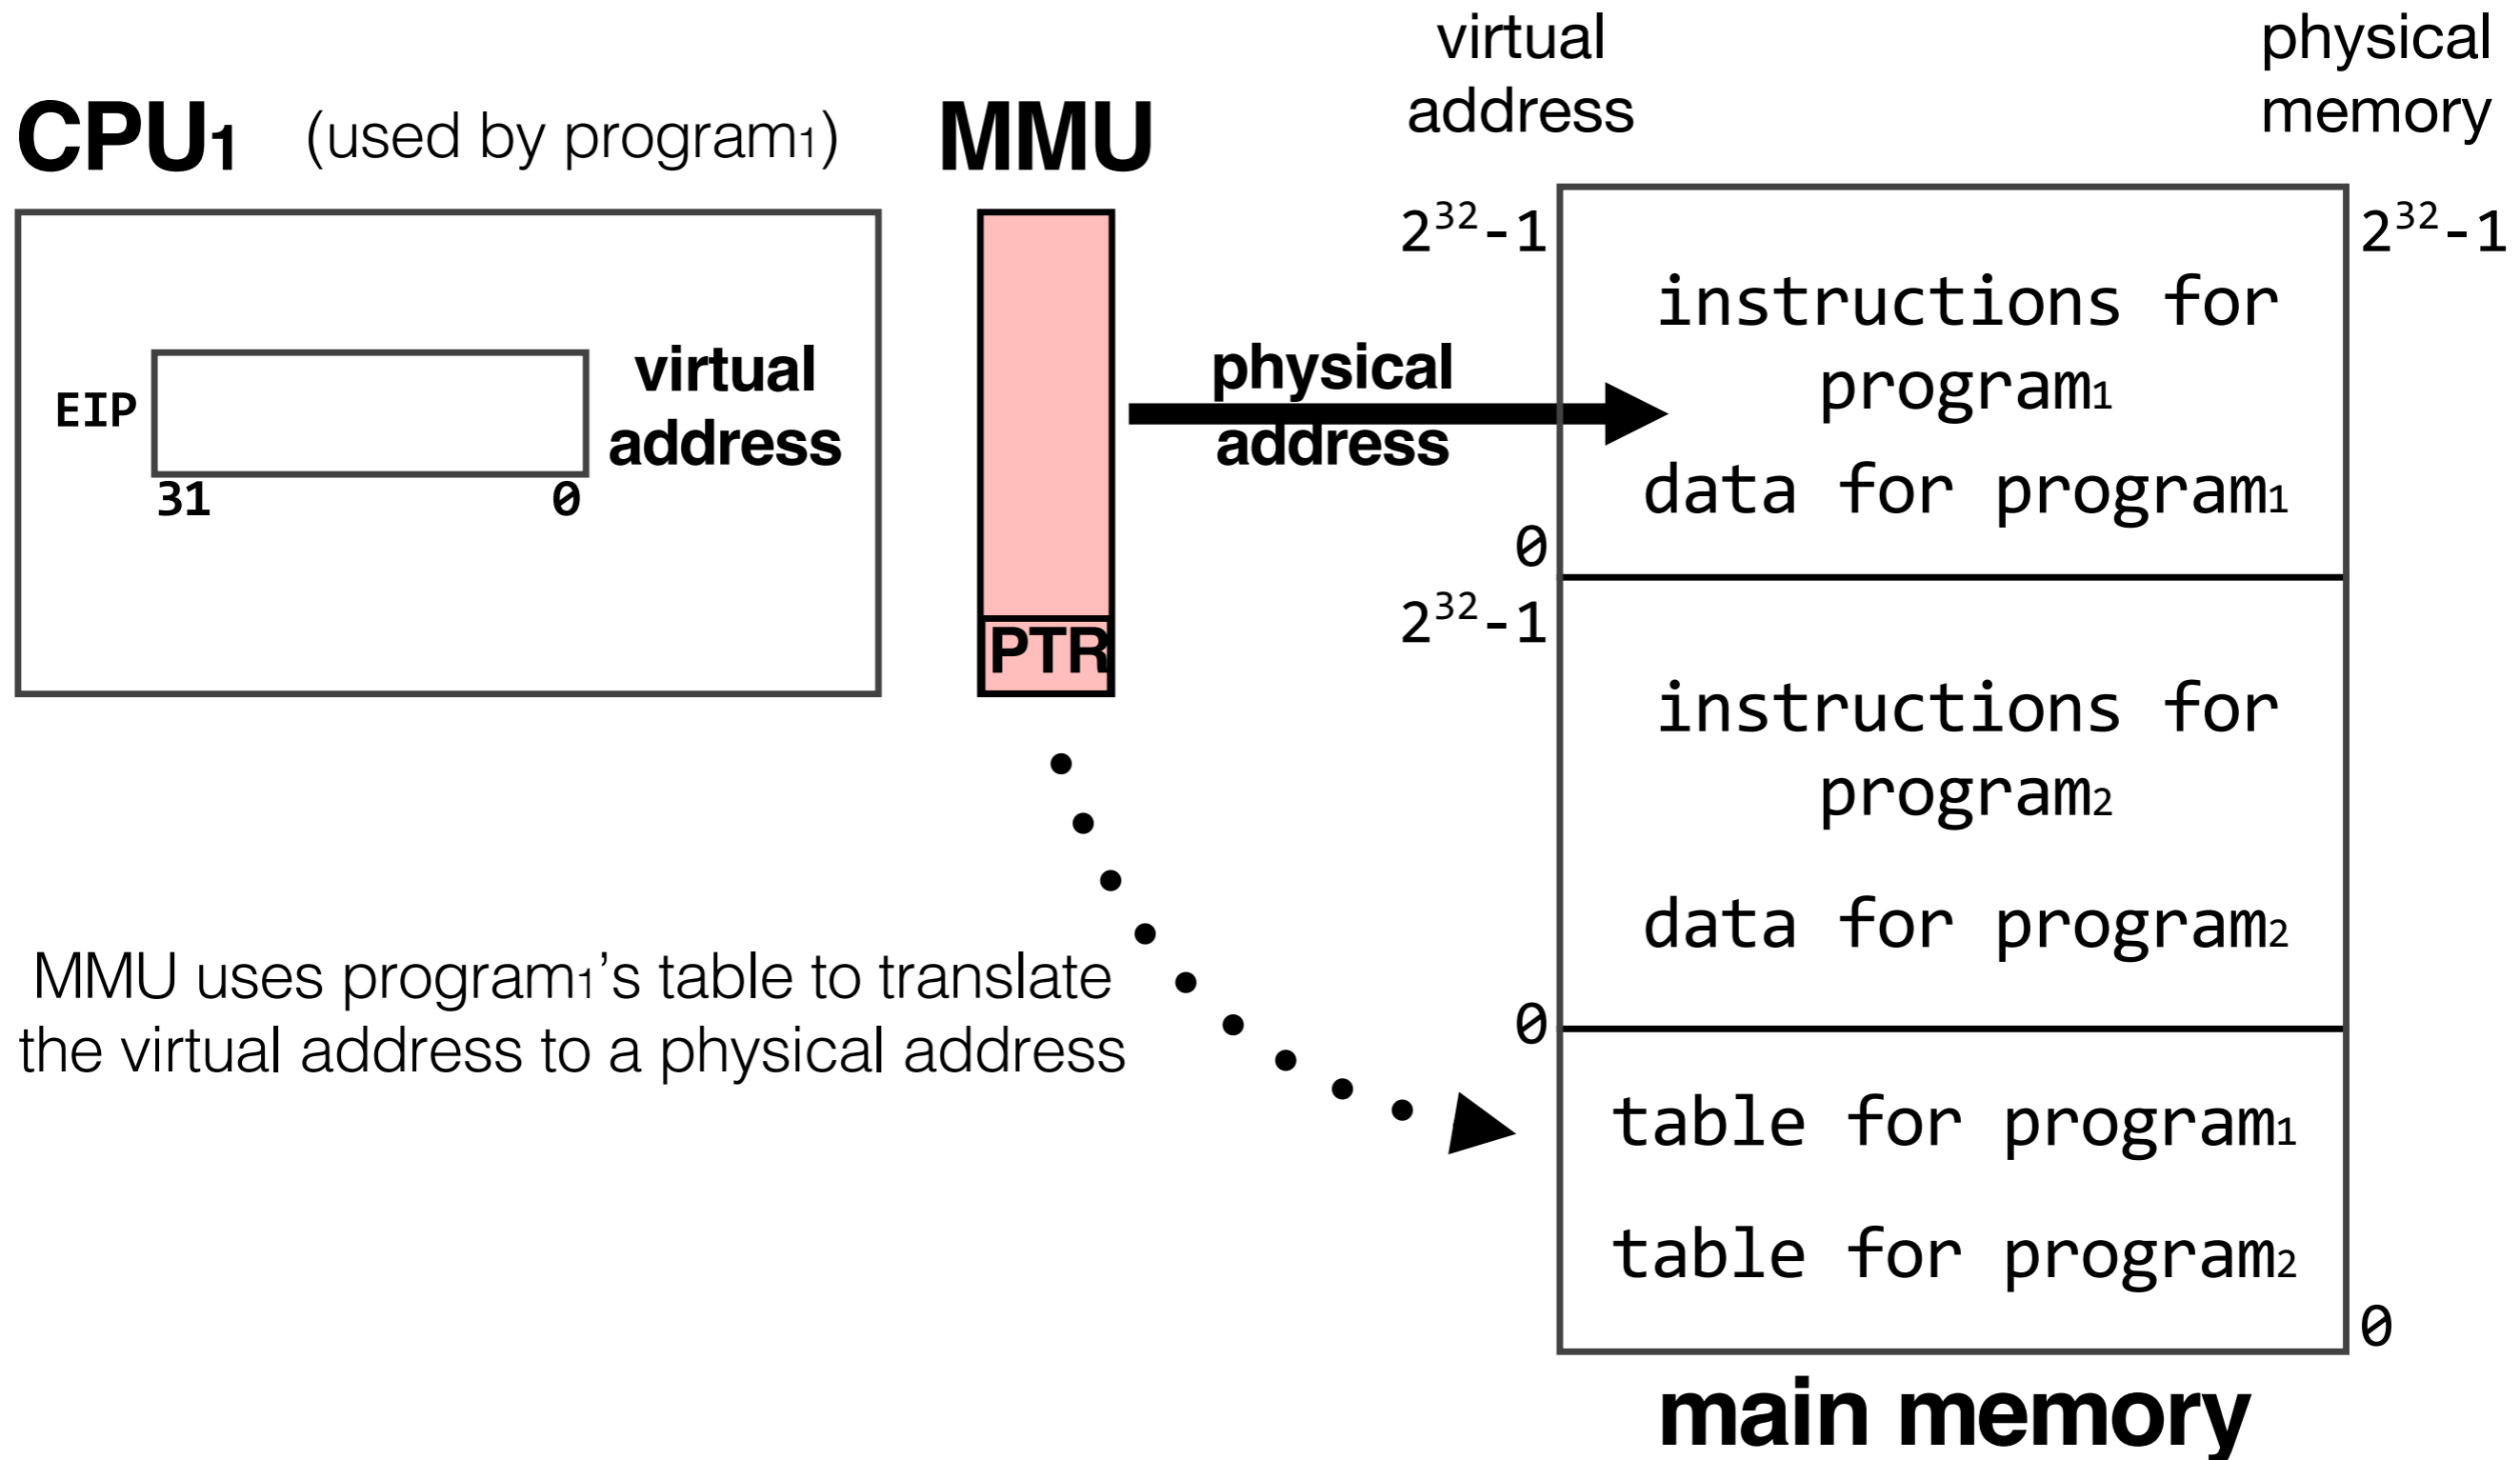 CPU₁ (used by program₁)
MMU
virtual
address
physical
memory
EIP
31 0
virtual
address
PTR
physical
address
2³²-1
0
2³²-1
0
2³²-1
0
instructions for
program₁
data for program₁
instructions for
program₂
data for program₂
table for program₁
table for program₂
main memory
MMU uses program₁’s table to translate
the virtual address to a physical address